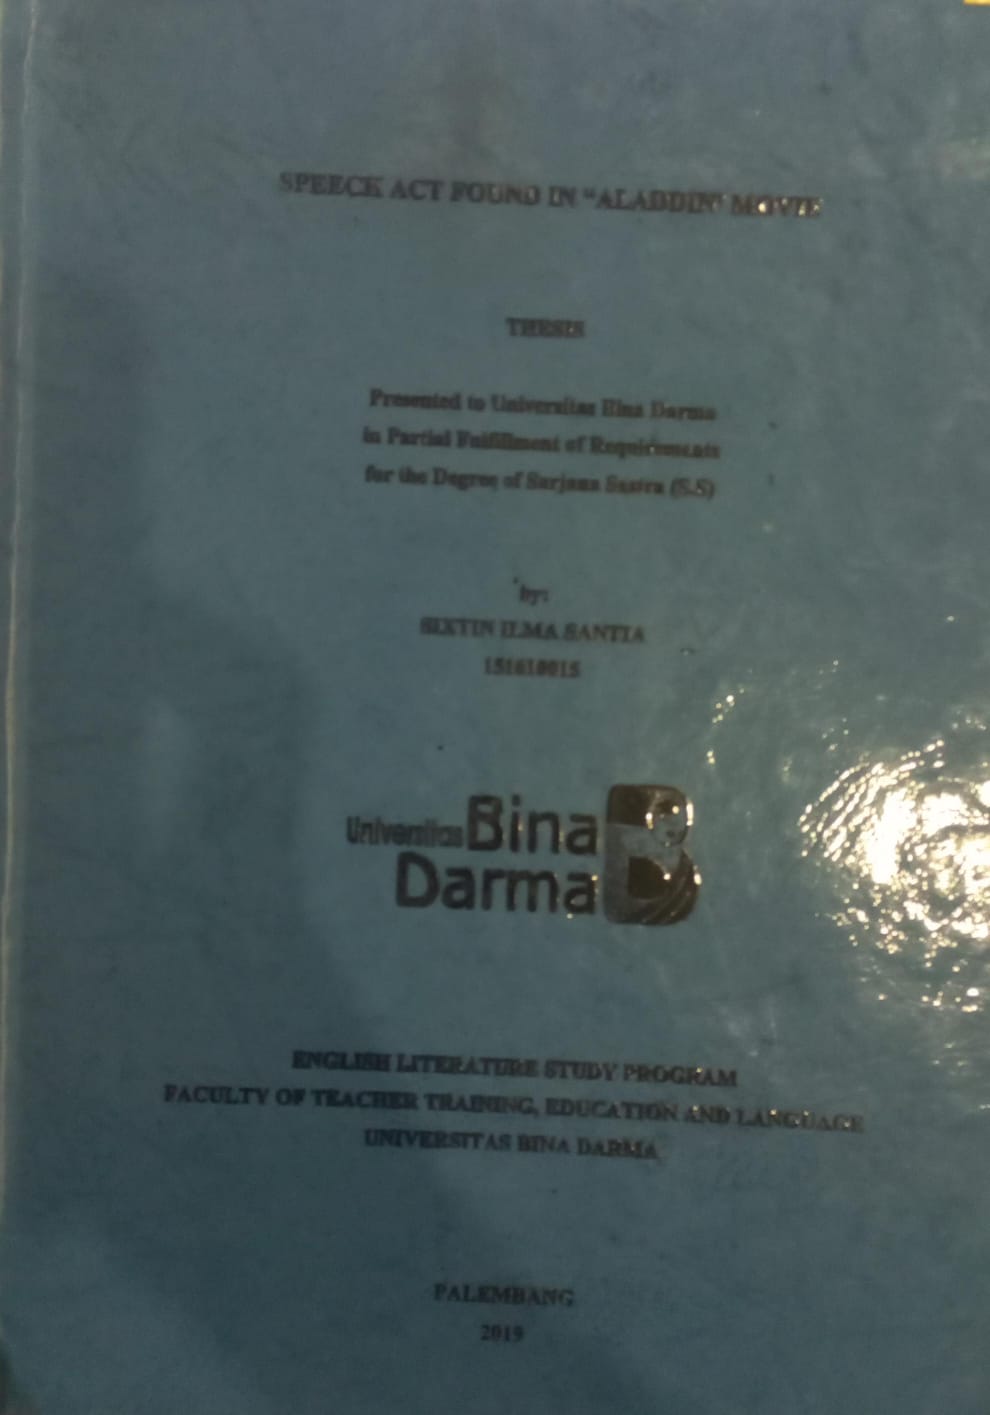 SPEECK ACT FOUND IN "ALADDIN" MOVIE
THESIS
Presented to Universitas Bina Darma
in Partial Fulfillment of Requirements
for the Degree of Sarjana Sastra (S.S)
by:
SIXTIN ILMA SANTIA
151610015
Universitas Bina
Darma
ENGLISH LITERATURE STUDY PROGRAM
FACULTY OF TEACHER TRAINING, EDUCATION AND LANGUAGE
UNIVERSITAS BINA DARMA
PALEMBANG
2019